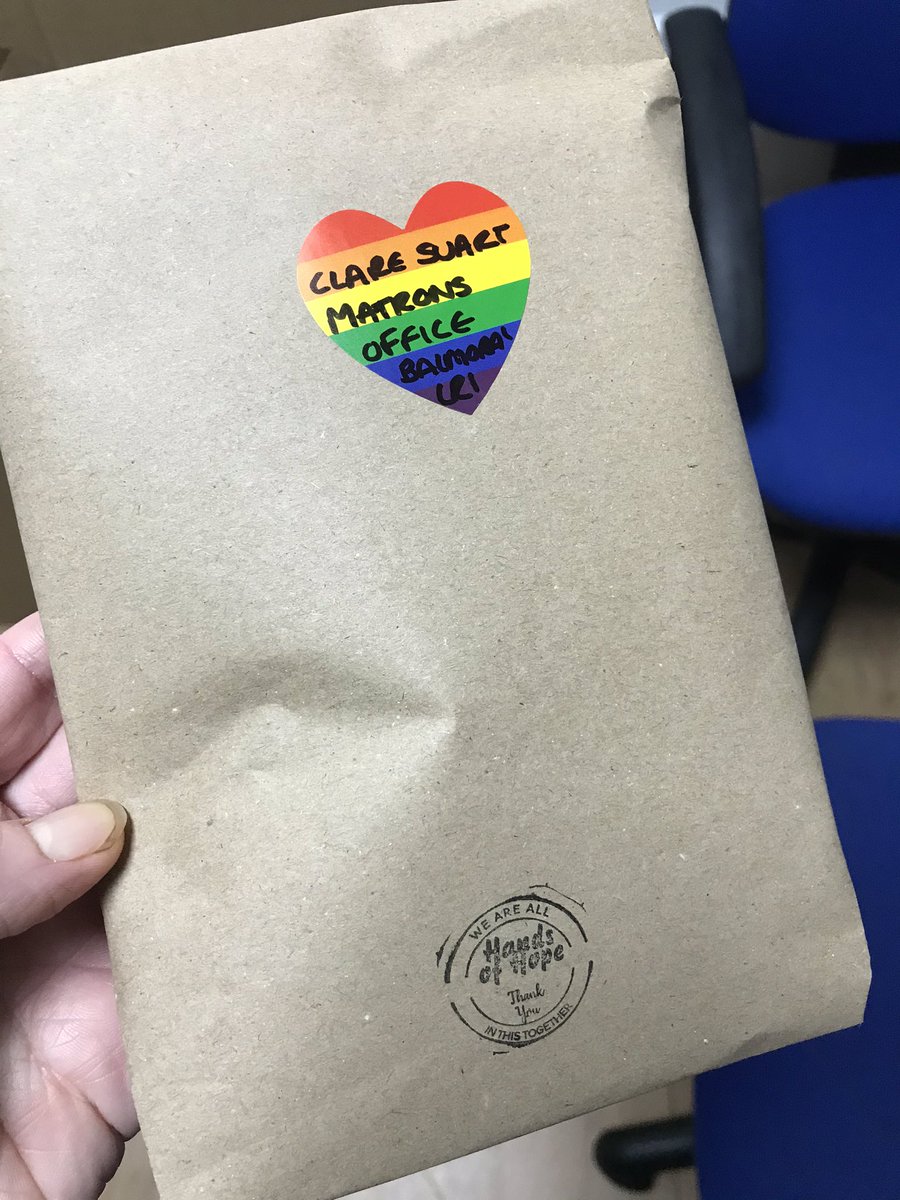 CLARE SUART
MATRONS
OFFICE
BALMORAL
LRI
WE ARE ALL
Hands
of Hope
Thank
You
IN THIS TOGETHER